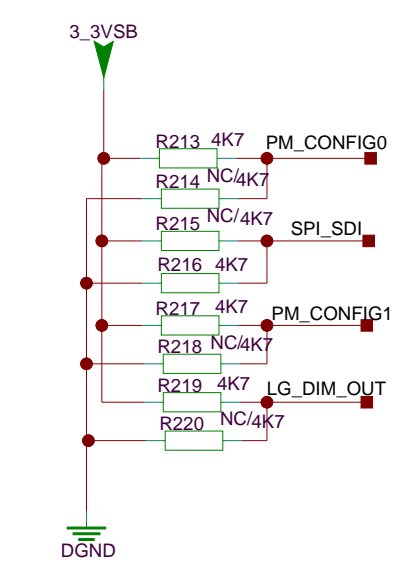 3_3VSB
R213 4K7 PM_CONFIG0
R214 NC/4K7
R215 NC/4K7 SPI_SDI
R216 4K7
R217 4K7 PM_CONFIG1
R218 NC/4K7
R219 4K7 LG_DIM_OUT
R220 NC/4K7
DGND